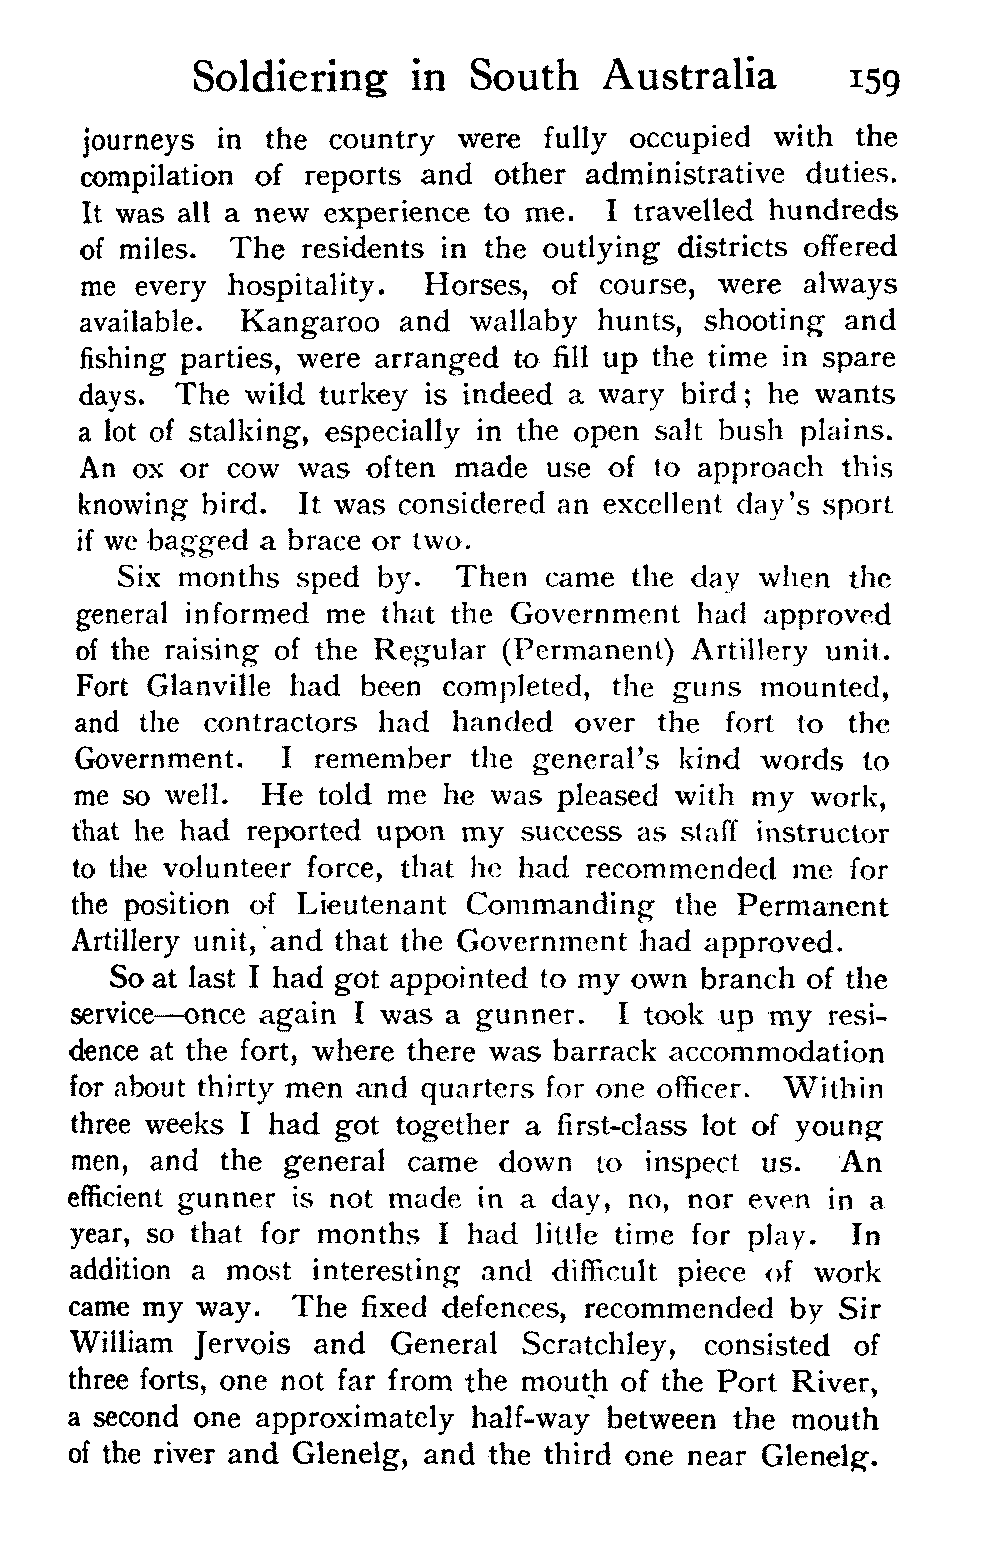 Soldiering in South Australia 159
journeys in the country were fully occupied with the
compilation of reports and other administrative duties.
It was all a new experience to me. I travelled hundreds
of miles. The residents in the outlying districts offered
me every hospitality. Horses, of course, were always
available. Kangaroo and wallaby hunts, shooting and
fishing parties, were arranged to fill up the time in spare
days. The wild turkey is indeed a wary bird; he wants
a lot of stalking, especially in the open salt bush plains.
An ox or cow was often made use of to approach this
knowing bird. It was considered an excellent day's sport
if we bagged a brace or two.
Six months sped by. Then came the day when the
general informed me that the Government had approved
of the raising of the Regular (Permanent) Artillery unit.
Fort Glanville had been completed, the guns mounted,
and the contractors had handed over the fort to the
Government. I remember the general's kind words to
me so well. He told me he was pleased with my work,
that he had reported upon my success as staff instructor
to the volunteer force, that he had recommended me for
the position of Lieutenant Commanding the Permanent
Artillery unit, and that the Government had approved.
So at last I had got appointed to my own branch of the
service—once again I was a gunner. I took up my resi-
dence at the fort, where there was barrack accommodation
for about thirty men and quarters for one officer. Within
three weeks I had got together a first-class lot of young
men, and the general came down to inspect us. An
efficient gunner is not made in a day, no, nor even in a
year, so that for months I had little time for play. In
addition a most interesting and difficult piece of work
came my way. The fixed defences, recommended by Sir
William Jervois and General Scratchley, consisted of
three forts, one not far from the mouth of the Port River,
a second one approximately half-way between the mouth
of the river and Glenelg, and the third one near Glenelg.